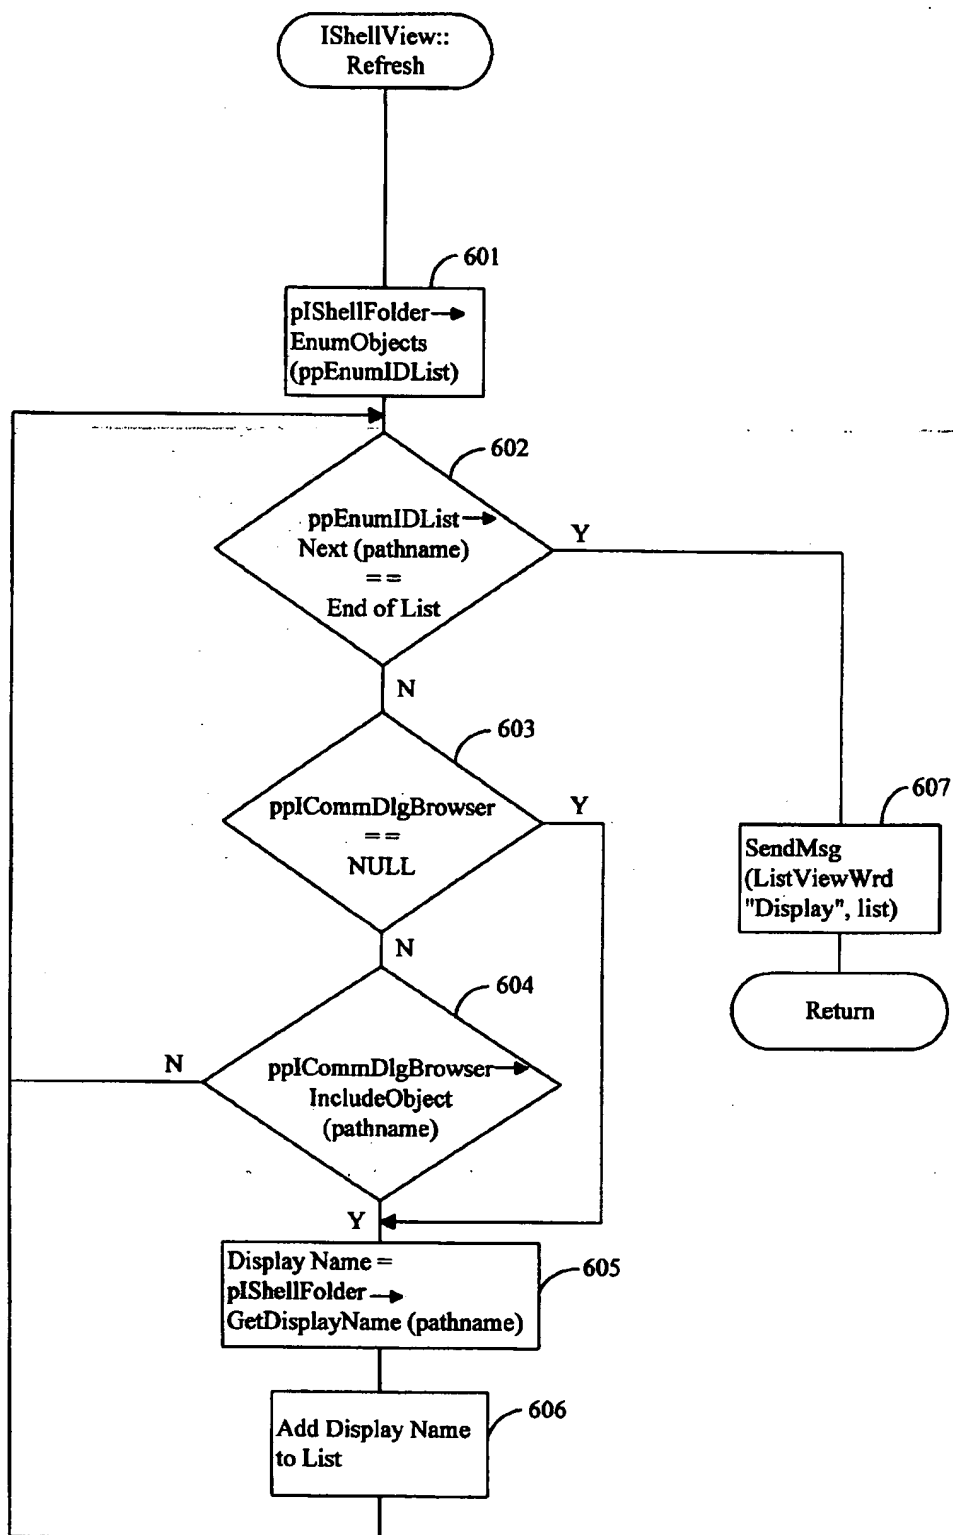 IShellView::
Refresh
601
pIShellFolder→
EnumObjects
(ppEnumIDList)
602
ppEnumIDList→
Next (pathname)
==
End of List
Y
N
603
ppICommDlgBrowser
==
NULL
Y
N
607
SendMsg
(ListViewWrd
"Display", list)
Return
604
ppICommDlgBrowser→
IncludeObject
(pathname)
N
Y
605
Display Name =
pIShellFolder→
GetDisplayName (pathname)
606
Add Display Name
to List